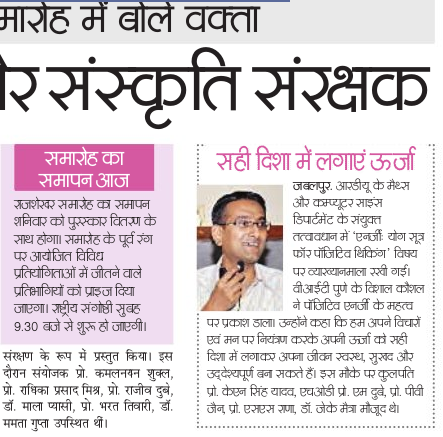 मारोह में बोले वक्ता
र संस्कृति संरक्षक
समारोह का
समापन आज
राजशेखर समारोह का समापन
शनिवार को पुरस्कार वितरण के
साथ होगा। समारोह के पूर्व रंग
पर आयोजित विविध
प्रतियोगिताओं में जीतने वाले
प्रतिभागियों को प्राइज दिया
जाएगा। राष्ट्रीय संगोष्ठी सुबह
9.30 बजे से शुरू हो जाएगी।
संरक्षण के रूप में प्रस्तुत किया। इस
दौरान संयोजक प्रो. कमलनयन शुक्ल,
प्रो. राधिका प्रसाद मिश्र, प्रो. राजीव दुबे,
डॉ. माला प्यासी, प्रो. भरत तिवारी, डॉ.
ममता गुप्ता उपस्थित थी।
सही दिशा में लगाएं ऊर्जा
जबलपुर. आरडीयू के मैथ्स
और कम्प्यूटर साइंस
डिपार्टमेंट के संयुक्त
तत्वावधान में 'एनर्जी: योग सूत्र
फॉर पॉजिटिव थिंकिंग' विषय
पर व्याख्यानमाला रखी गई।
वीआईटी पुणे के विशाल कौशल
ने पॉजिटिव एनर्जी के महत्व
पर प्रकाश डाला। उन्होंने कहा कि हम अपने विचारों
एवं मन पर नियंत्रण करके अपनी ऊर्जा को सही
दिशा में लगाकर अपना जीवन स्वस्थ, सुखद और
उद्देश्यपूर्ण बना सकते हैं। इस मौके पर कुलपति
प्रो. केएन सिंह यादव, एचओडी प्रो. एम दुबे, प्रो. पीवी
जैन, प्रो. एसएस राणा, डॉ. जेके मैत्रा मौजूद थे।